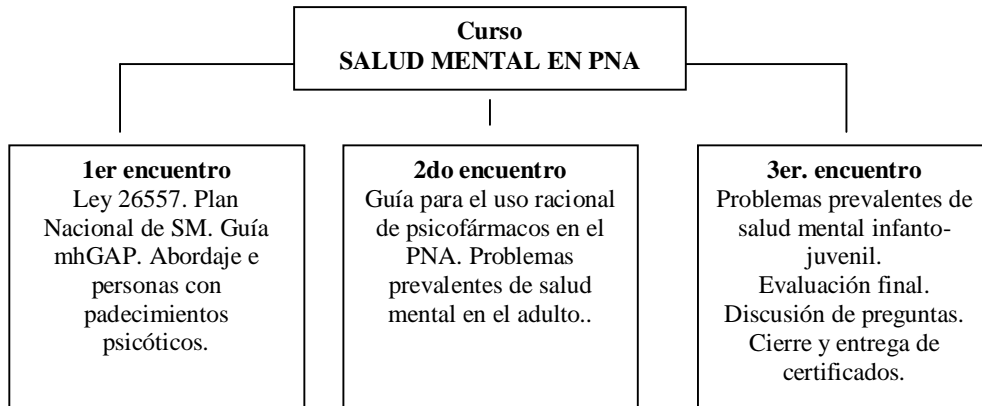 Curso
SALUD MENTAL EN PNA
1er encuentro
Ley 26557. Plan
Nacional de SM. Guía
mhGAP. Abordaje e
personas con
padecimientos
psicóticos.
2do encuentro
Guía para el uso racional
de psicofármacos en el
PNA. Problemas
prevalentes de salud
mental en el adulto..
3er. encuentro
Problemas prevalentes de
salud mental infanto-
juvenil.
Evaluación final.
Discusión de preguntas.
Cierre y entrega de
certificados.